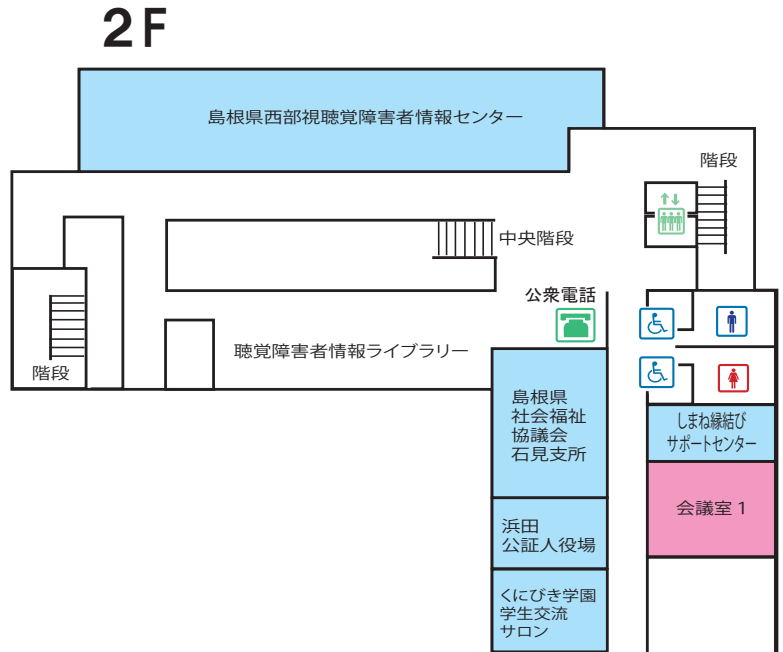 2F
島根県西部視聴覚障害者情報センター
階段
中央階段
公衆電話
聴覚障害者情報ライブラリー
階段
島根県
社会福祉
協議会
石見支所
しまね縁結び
サポートセンター
会議室 1
浜田
公証人役場
くにびき学園
学生交流
サロン